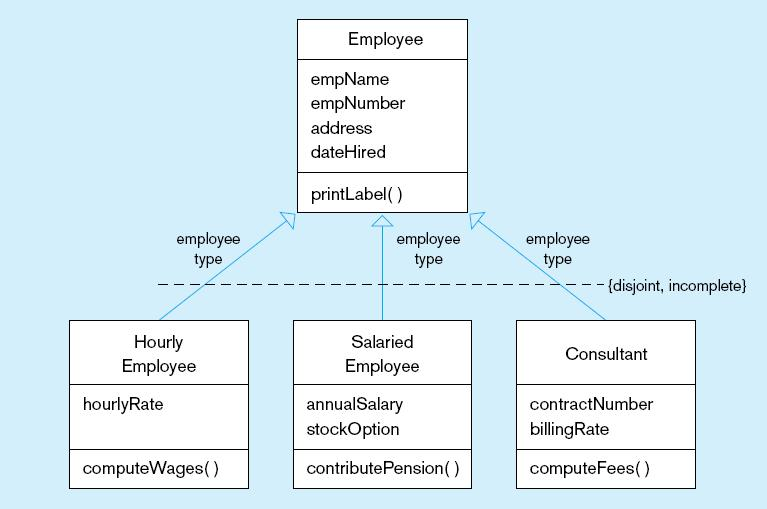 Employee
empName
empNumber
address
dateHired
printLabel( )
employee
type
employee
type
employee
type
{disjoint, incomplete}
Hourly
Employee
hourlyRate
computeWages( )
Salaried
Employee
annualSalary
stockOption
contributePension( )
Consultant
contractNumber
billingRate
computeFees( )